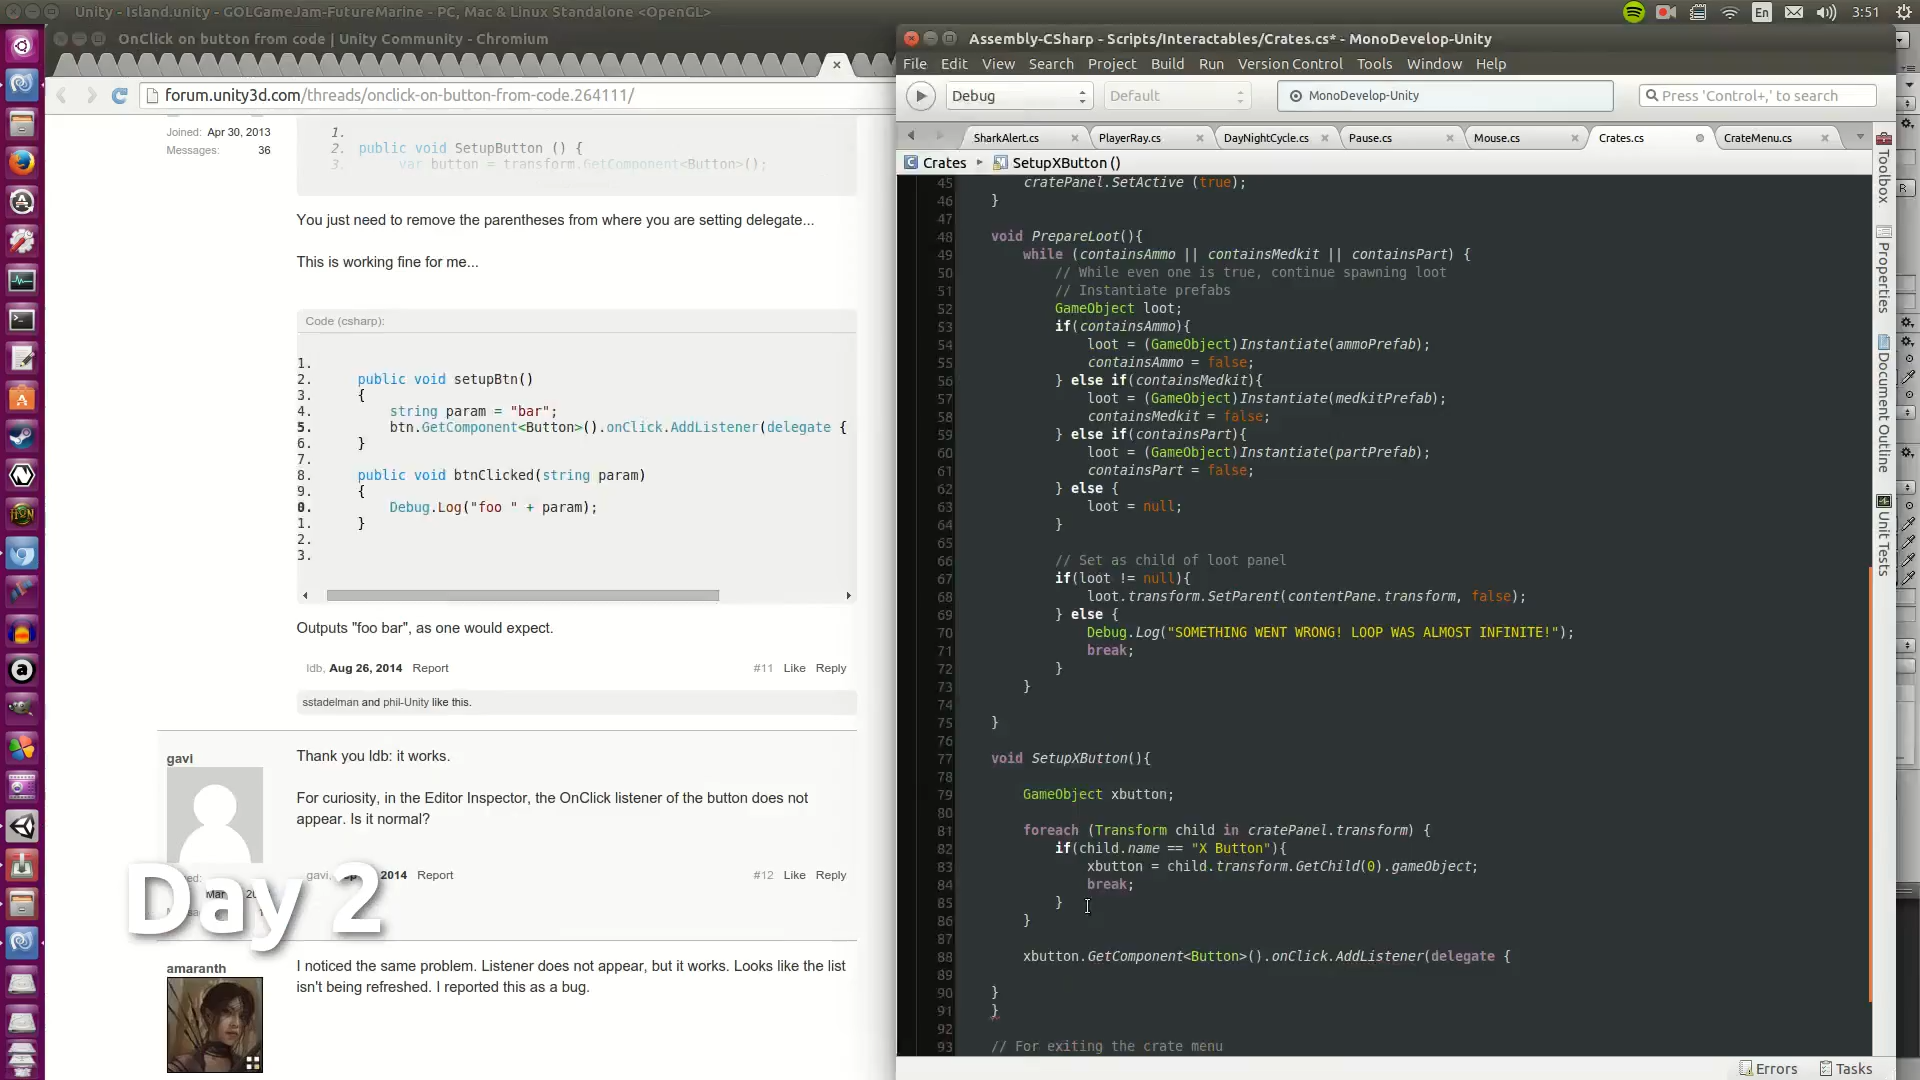 Unity - Island.unity - GOLGameJam-FutureMarine - PC, Mac & Linux Standalone <OpenGL>
En
3:51
OnClick on button from code | Unity Community - Chromium
forum.unity3d.com/threads/onclick-on-button-from-code.264111/
Joined: Apr 30, 2013
Messages: 36
1.
2. public void SetupButton () {
3. var button = transform.GetComponent<Button>();
You just need to remove the parentheses from where you are setting delegate...
This is working fine for me...
Code (csharp):
1.
2. public void setupBtn()
3. {
4. string param = "bar";
5. btn.GetComponent<Button>().onClick.AddListener(delegate {
6. }
7.
8. public void btnClicked(string param)
9. {
0. Debug.Log("foo " + param);
1. }
2.
3.
Outputs "foo bar", as one would expect.
ldb, Aug 26, 2014 Report
#11 Like Reply
sstadelman and phil-Unity like this.
gavi
Thank you ldb: it works.
For curiosity, in the Editor Inspector, the OnClick listener of the button does not
appear. Is it normal?
gavi, 2014 Report
#12 Like Reply
Day 2
amaranth
I noticed the same problem. Listener does not appear, but it works. Looks like the list
isn't being refreshed. I reported this as a bug.
Assembly-CSharp - Scripts/Interactables/Crates.cs* - MonoDevelop-Unity
File Edit View Search Project Build Run Version Control Tools Window Help
Debug
Default
MonoDevelop-Unity
Press 'Control+,' to search
SharkAlert.cs
PlayerRay.cs
DayNightCycle.cs
Pause.cs
Mouse.cs
Crates.cs
CrateMenu.cs
Crates
SetupXButton ()
45 cratePanel.SetActive (true);
46 }
47
48 void PrepareLoot(){
49 while (containsAmmo || containsMedkit || containsPart) {
50 // While even one is true, continue spawning loot
51 // Instantiate prefabs
52 GameObject loot;
53 if(containsAmmo){
54 loot = (GameObject)Instantiate(ammoPrefab);
55 containsAmmo = false;
56 } else if(containsMedkit){
57 loot = (GameObject)Instantiate(medkitPrefab);
58 containsMedkit = false;
59 } else if(containsPart){
60 loot = (GameObject)Instantiate(partPrefab);
61 containsPart = false;
62 } else {
63 loot = null;
64 }
65
66 // Set as child of loot panel
67 if(loot != null){
68 loot.transform.SetParent(contentPane.transform, false);
69 } else {
70 Debug.Log("SOMETHING WENT WRONG! LOOP WAS ALMOST INFINITE!");
71 break;
72 }
73 }
74
75 }
76
77 void SetupXButton(){
78
79 GameObject xbutton;
80
81 foreach (Transform child in cratePanel.transform) {
82 if(child.name == "X Button"){
83 xbutton = child.transform.GetChild(0).gameObject;
84 break;
85 }
86 }
87
88 xbutton.GetComponent<Button>().onClick.AddListener(delegate {
89
90 }
91 }
92
93 // For exiting the crate menu
Toolbox
Properties
Document Outline
Unit Tests
Errors
Tasks